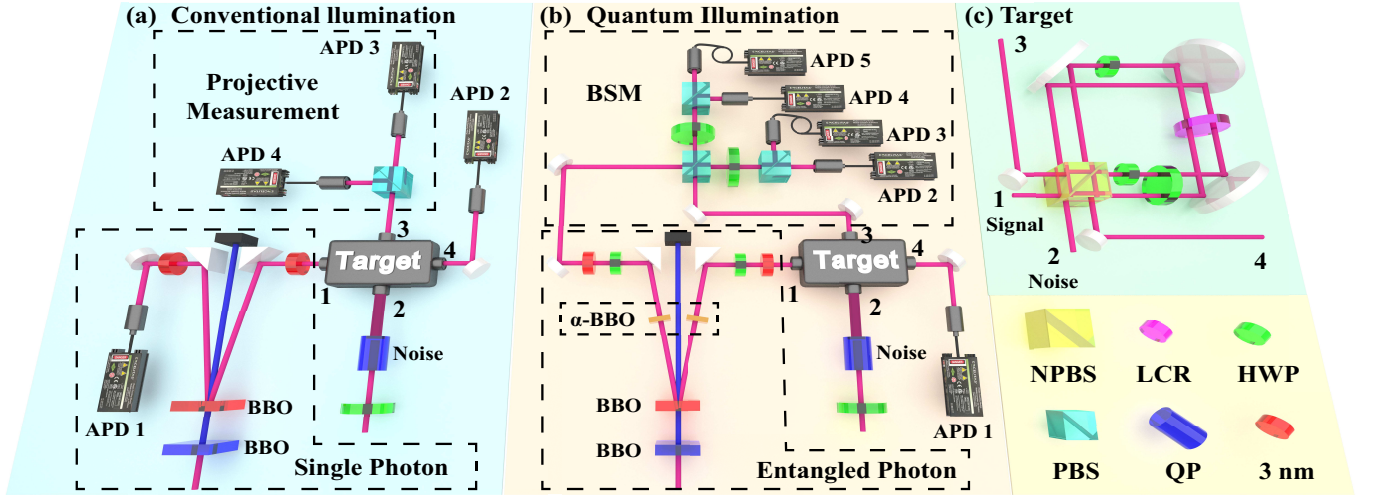 (a) Conventional llumination
APD 3
Projective
Measurement
APD 2
APD 4
3
4
Target
1
2
Noise
BBO
APD 1
BBO
Single Photon
(b) Quantum Illumination
APD 5
BSM
APD 4
APD 3
APD 2
3
4
Target
1
2
α-BBO
Noise
BBO
APD 1
BBO
Entangled Photon
(c) Target
3
1
Signal
2
Noise
4
NPBS
LCR
HWP
PBS
QP
3 nm